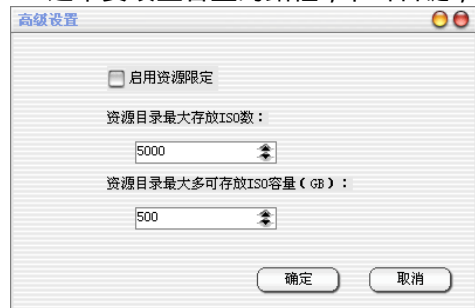 高级设置
启用资源限定
资源目录最大存放ISO数：
5000
资源目录最大多可存放ISO容量（GB）：
500
确定 取消